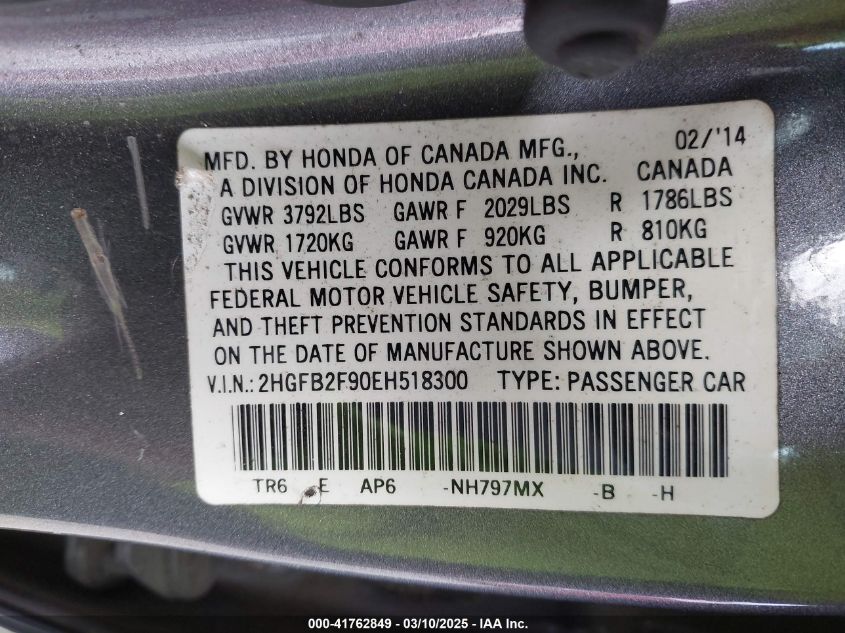 02/'14
MFD. BY HONDA OF CANADA MFG.,
A DIVISION OF HONDA CANADA INC. CANADA
GVWR 3792LBS GAWR F 2029LBS R 1786LBS
GVWR 1720KG GAWR F 920KG R 810KG
THIS VEHICLE CONFORMS TO ALL APPLICABLE
FEDERAL MOTOR VEHICLE SAFETY, BUMPER,
AND THEFT PREVENTION STANDARDS IN EFFECT
ON THE DATE OF MANUFACTURE SHOWN ABOVE.
V.I.N.: 2HGFB2F90EH518300 TYPE: PASSENGER CAR
TR6 E AP6 -NH797MX -B -H
000-41762849 — 03/10/2025 — IAA Inc.